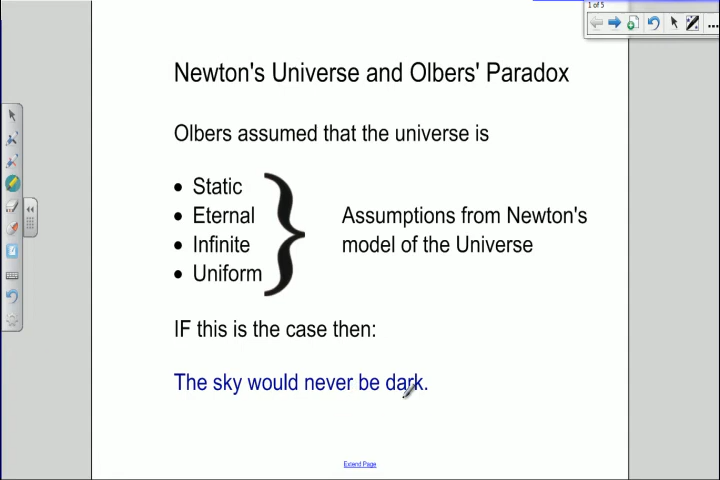 1 of 5
Newton's Universe and Olbers' Paradox
Olbers assumed that the universe is
• Static
• Eternal
• Infinite
• Uniform
Assumptions from Newton's
model of the Universe
IF this is the case then:
The sky would never be dark.
Extend Page